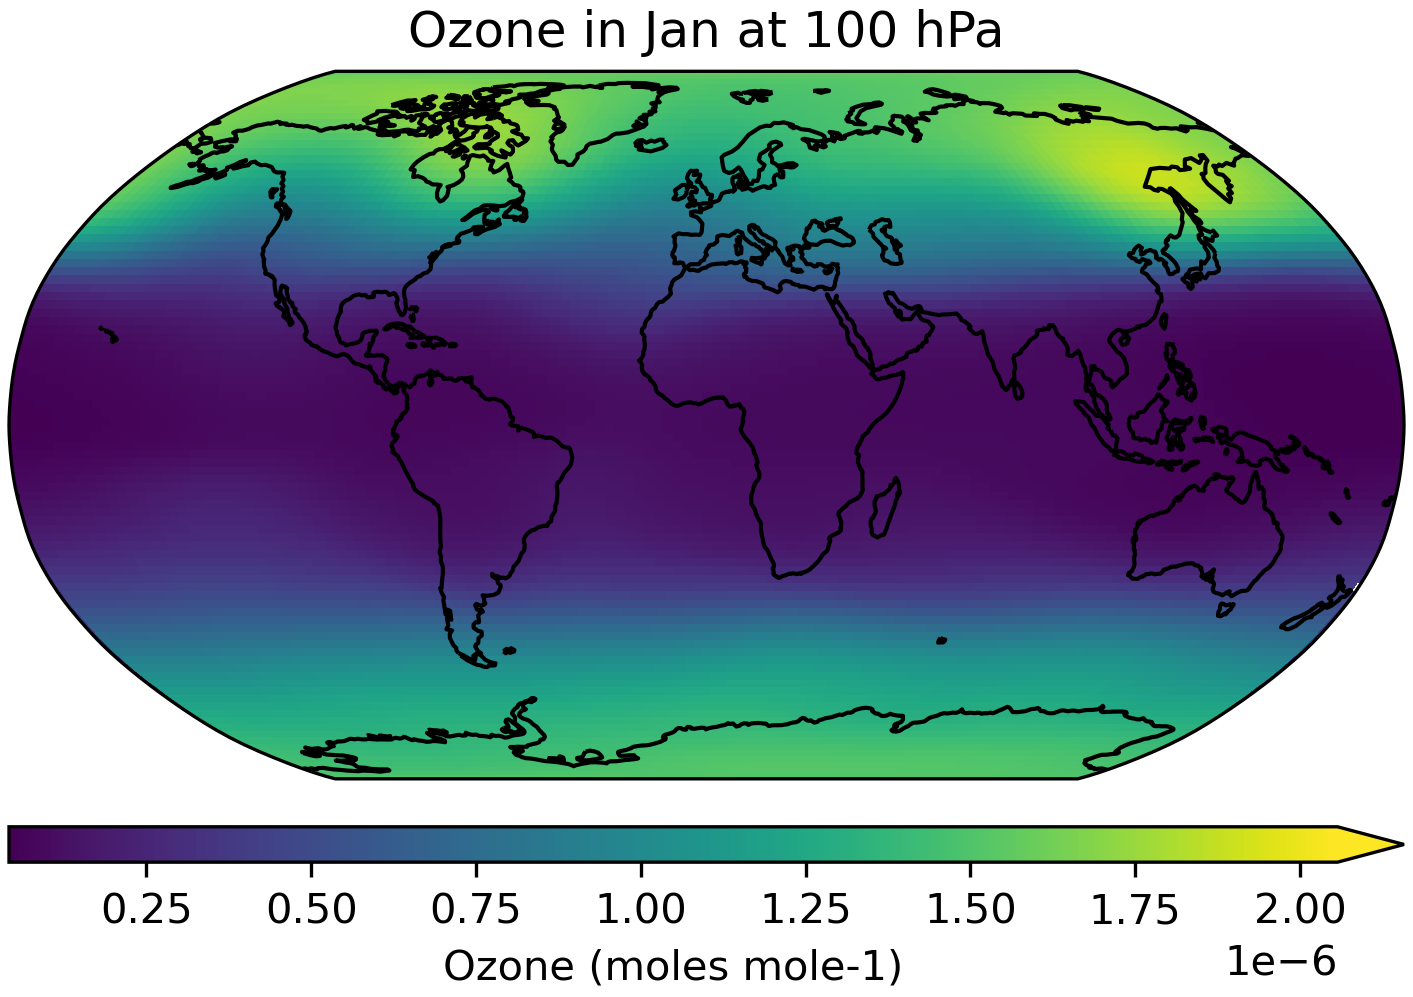 Ozone in Jan at 100 hPa
0.25 0.50 0.75 1.00 1.25 1.50 1.75 2.00
Ozone (moles mole-1)
1e−6